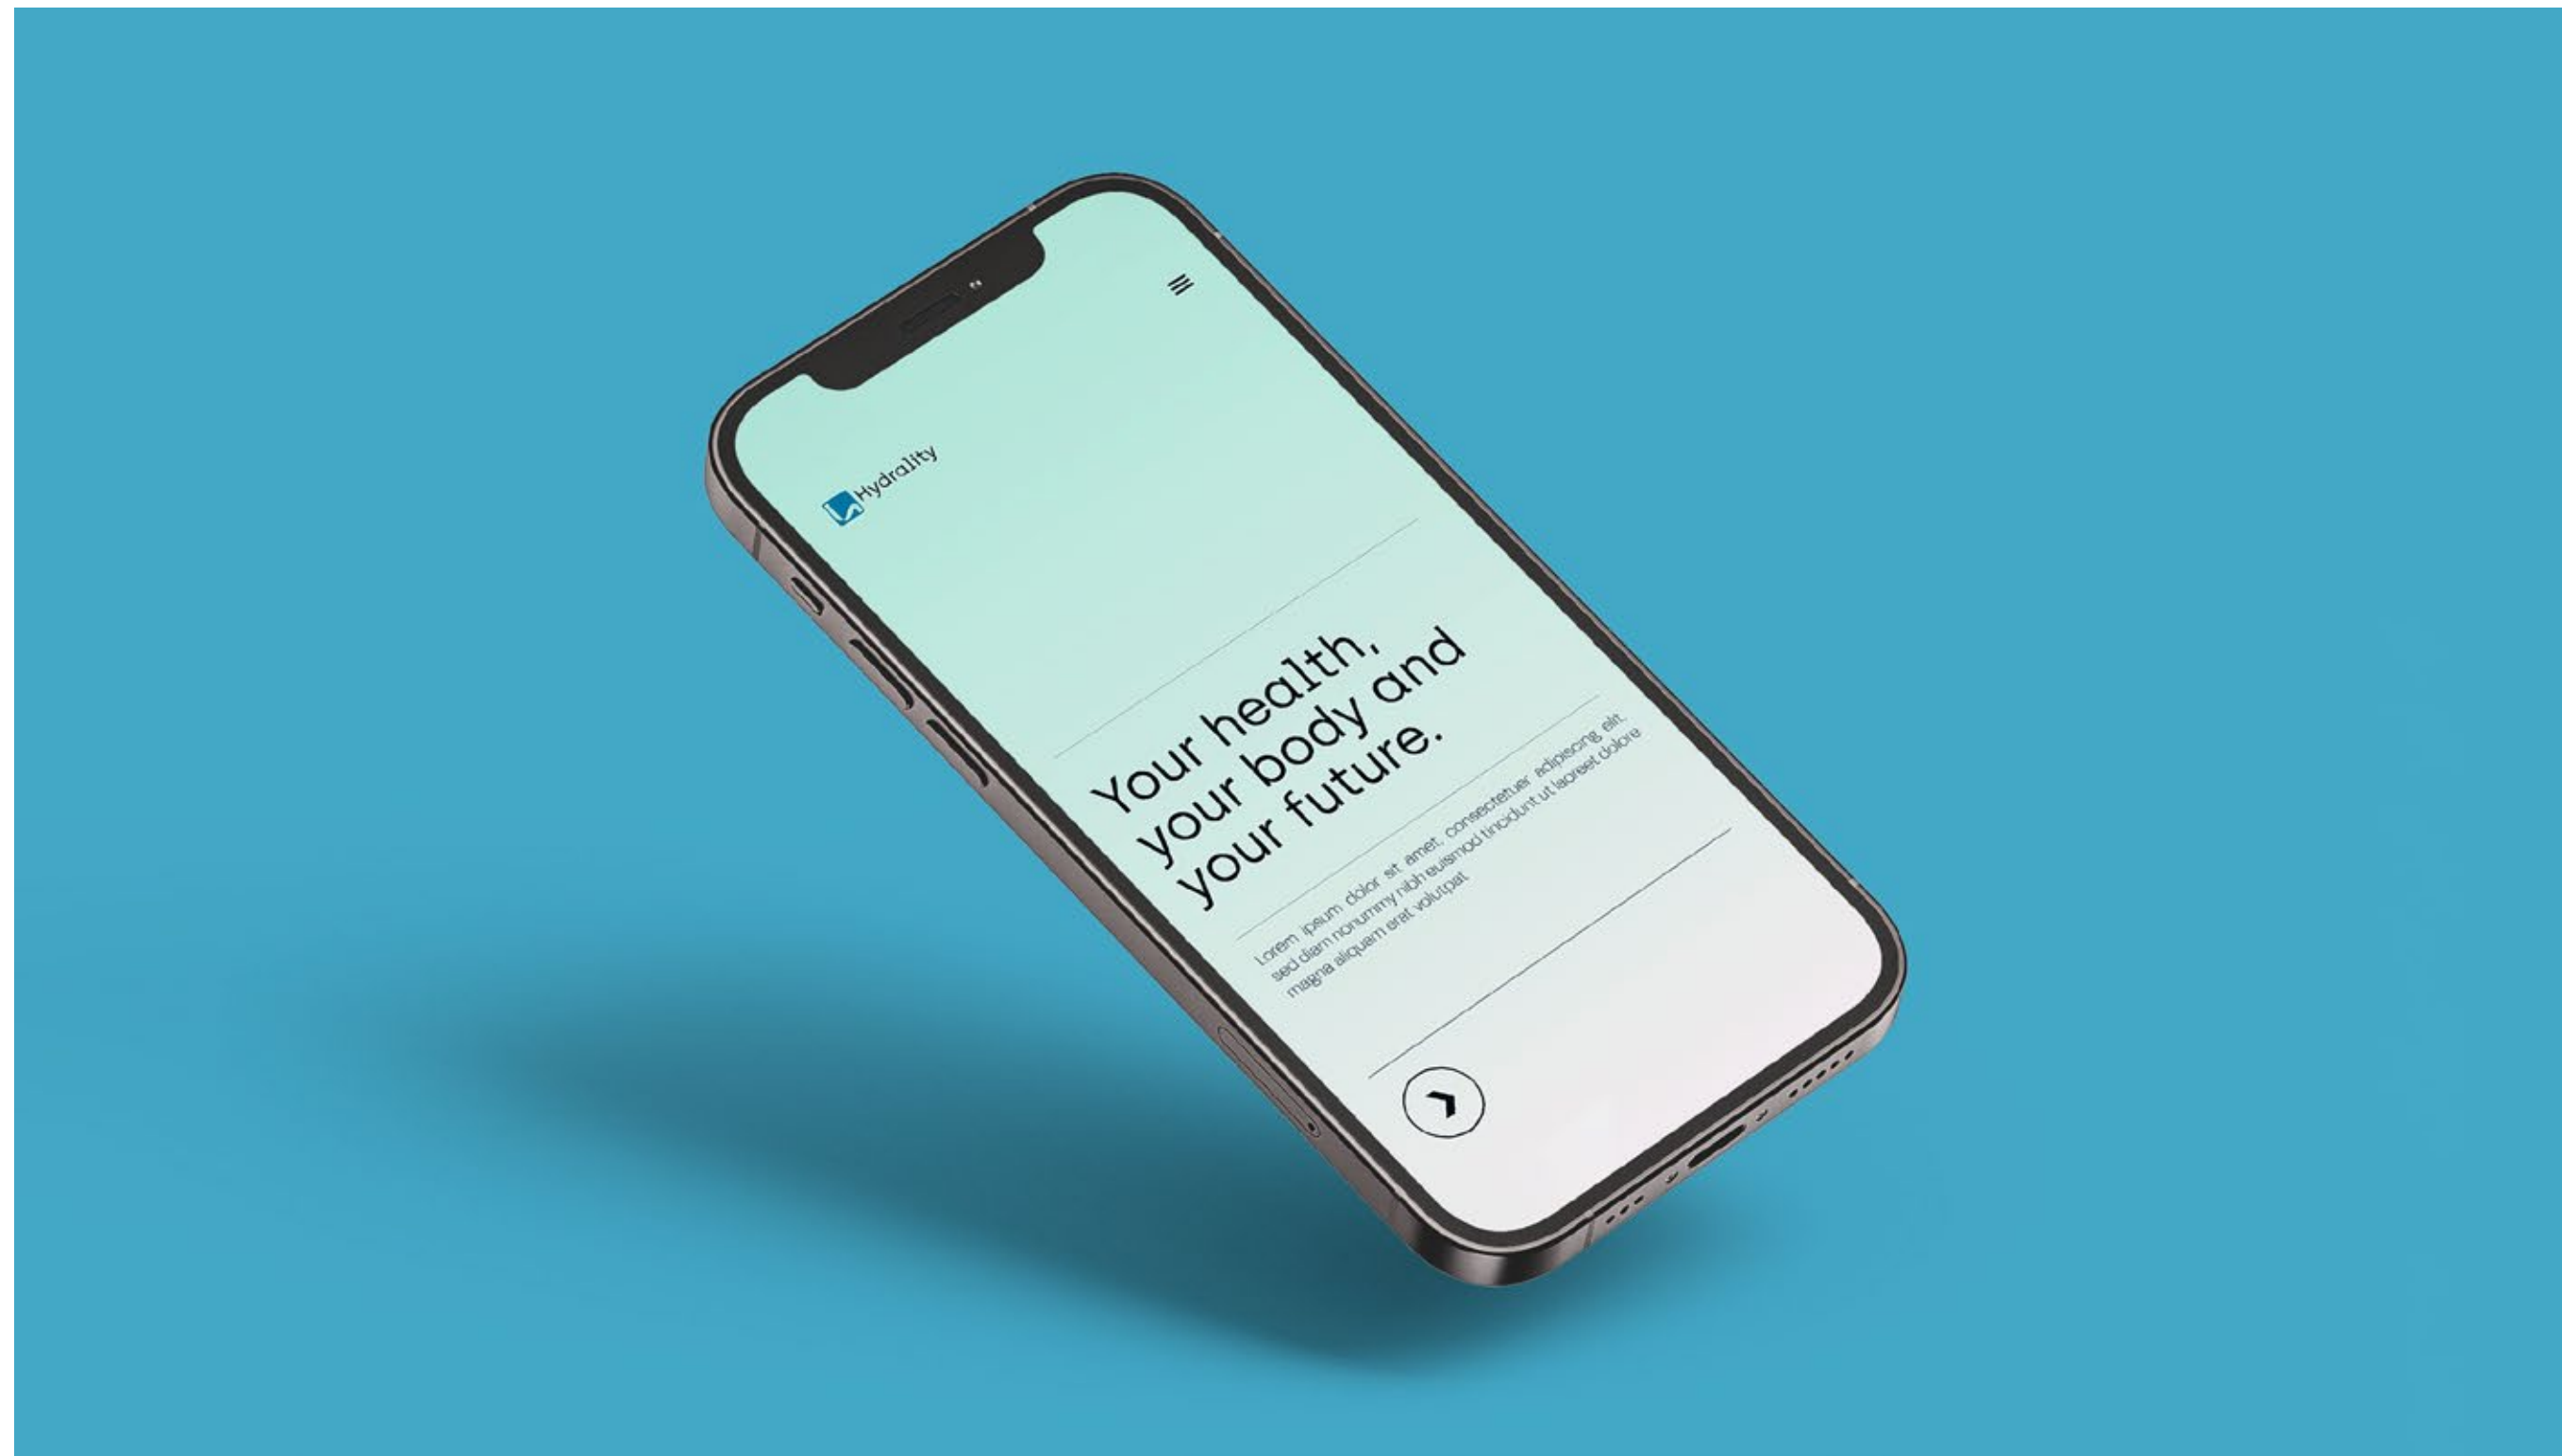 Hydrality
Your health,
your body and
your future.
Lorem ipsum dolor sit amet, consectetuer adipiscing elit,
sed diam nonummy nibh euismod tincidunt ut laoreet dolore
magna aliquam erat volutpat